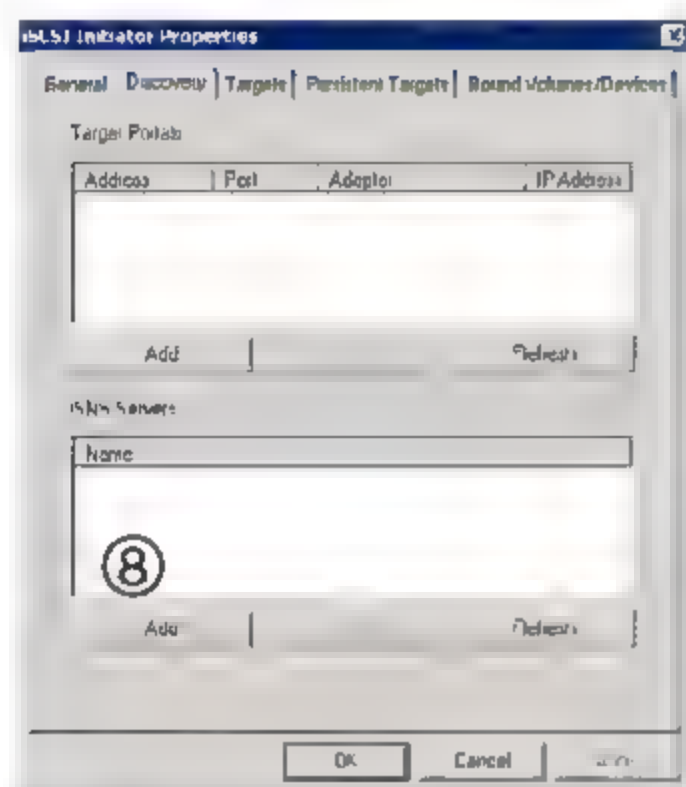 iSCSI Initiator Properties
General Discovery Targets Persistent Targets Bound Volumes/Devices
Target Portals
Address Port Adapter IP Address
Add Refresh
iSNS Servers
Name
⑧
Add Refresh
OK Cancel